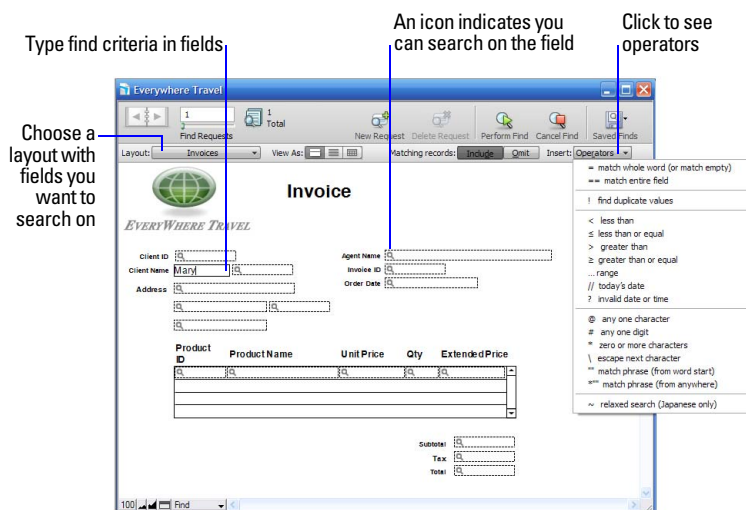 An icon indicates you
can search on the field
Click to see
operators
Type find criteria in fields
Choose a
layout with
fields you
want to
search on
Everywhere Travel
1
Find Requests
1
Total
New Request
Delete Request
Perform Find
Cancel Find
Saved Finds
Layout:
Invoices
View As:
Matching records:
Include
Omit
Insert:
Operators
= match whole word (or match empty)
== match entire field
! find duplicate values
< less than
≤ less than or equal
> greater than
≥ greater than or equal
... range
// today's date
? invalid date or time
@ any one character
# any one digit
* zero or more characters
\ escape next character
"" match phrase (from word start)
*"" match phrase (from anywhere)
~ relaxed search (Japanese only)
EVERYWHERE TRAVEL
Invoice
Client ID
Client Name Mary
Address
Agent Name
Invoice ID
Order Date
Product
ID
Product Name
Unit Price
Qty
Extended Price
Subtotal
Tax
Total
100
Find